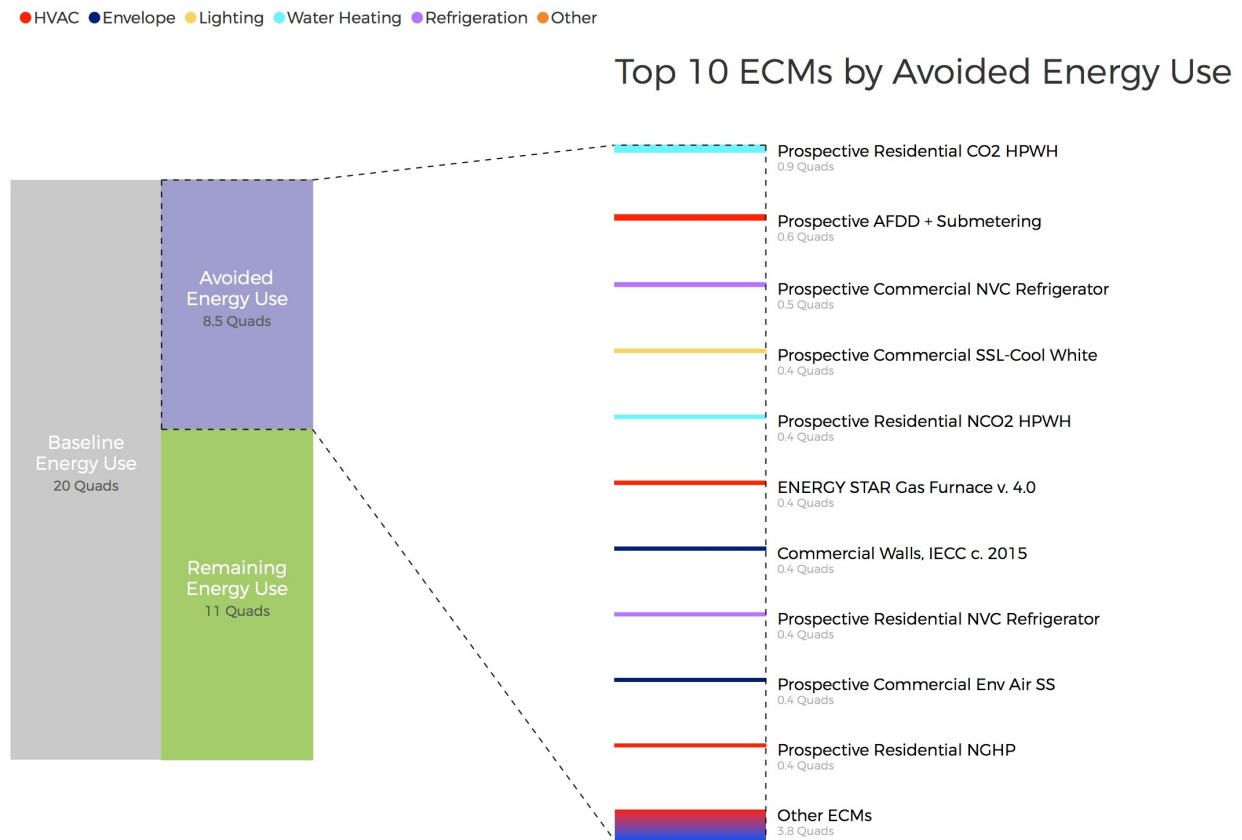 HVAC Envelope Lighting Water Heating Refrigeration Other
Top 10 ECMs by Avoided Energy Use
Baseline
Energy Use
20 Quads
Avoided
Energy Use
8.5 Quads
Remaining
Energy Use
11 Quads
Prospective Residential CO2 HPWH
0.9 Quads
Prospective AFDD + Submetering
0.6 Quads
Prospective Commercial NVC Refrigerator
0.5 Quads
Prospective Commercial SSL-Cool White
0.4 Quads
Prospective Residential NCO2 HPWH
0.4 Quads
ENERGY STAR Gas Furnace v. 4.0
0.4 Quads
Commercial Walls, IECC c. 2015
0.4 Quads
Prospective Residential NVC Refrigerator
0.4 Quads
Prospective Commercial Env Air SS
0.4 Quads
Prospective Residential NGHP
0.4 Quads
Other ECMs
3.8 Quads